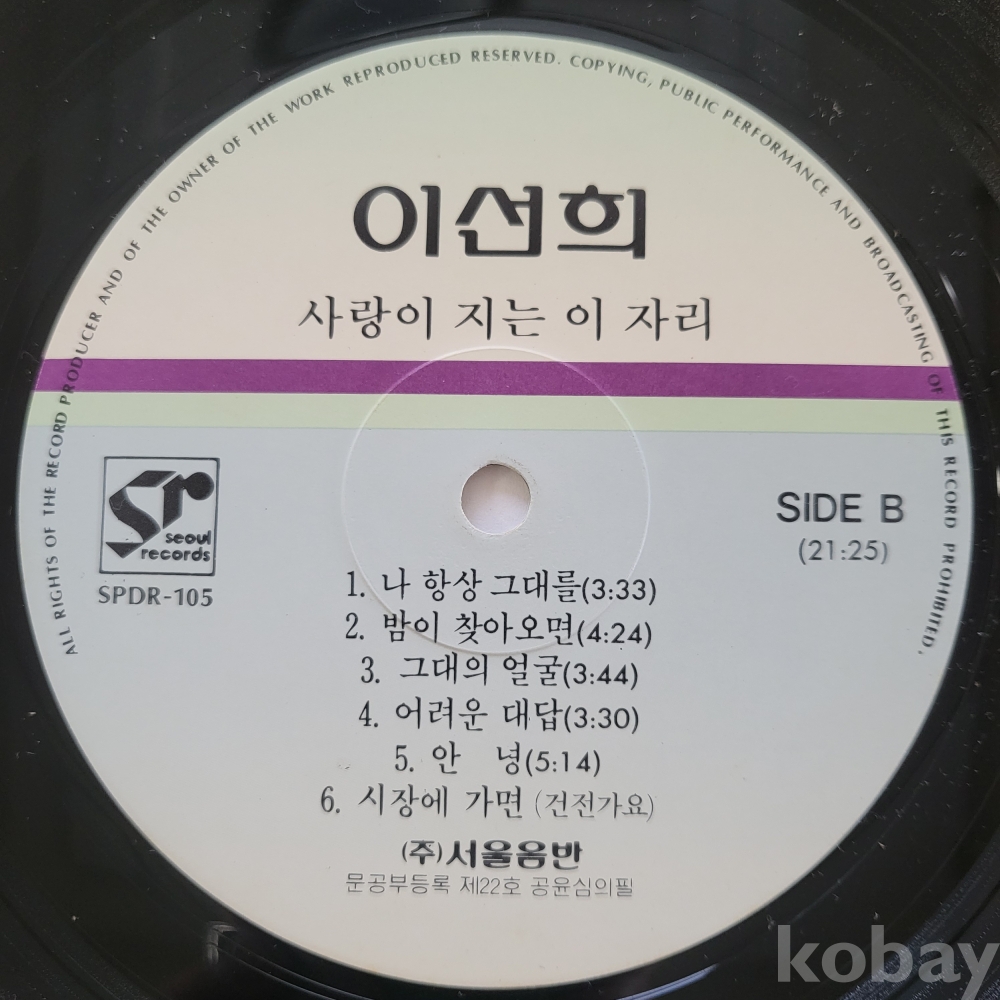 ALL RIGHTS OF THE RECORD PRODUCER AND OF THE OWNER OF THE WORK REPRODUCED RESERVED. COPYING, PUBLIC PERFORMANCE AND BROADCASTING OF THIS RECORD PROHIBITED.
이선희
사랑이 지는 이 자리
seoul
records
SPDR-105
SIDE B
(21:25)
1. 나 항상 그대를(3:33)
2. 밤이 찾아오면(4:24)
3. 그대의 얼굴(3:44)
4. 어려운 대답(3:30)
5. 안 녕(5:14)
6. 시장에 가면 (건전가요)
(주)서울음반
문공부등록 제22호 공윤심의필
kobay